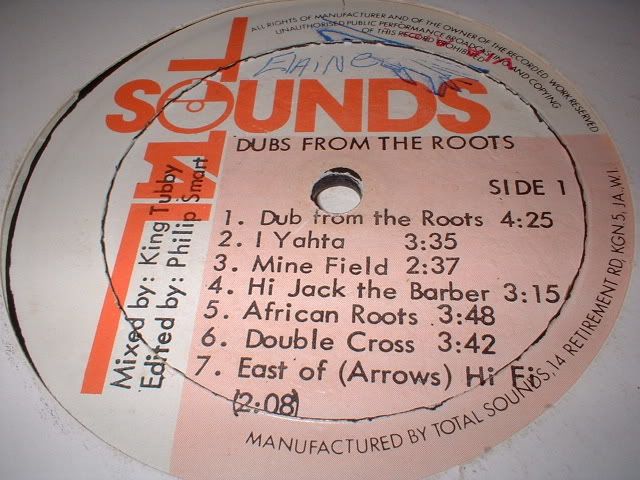 ALL RIGHTS OF MANUFACTURER AND OF THE OWNER OF THE RECORDED WORK RESERVED
UNAUTHORISED PUBLIC PERFORMANCE BROADCASTING AND COPYING
OF THIS RECORD PROHIBITED
SOUNDS
DUBS FROM THE ROOTS
SIDE 1
1. Dub from the Roots 4:25
2. I Yahta 3:35
3. Mine Field 2:37
4. Hi Jack the Barber 3:15
5. African Roots 3:48
6. Double Cross 3:42
7. East of (Arrows) Hi Fi
(2:08)
Mixed by: King Tubby
Edited by: Philip Smart
MANUFACTURED BY TOTAL SOUNDS, 14 RETIREMENT RD, KGN 5, JA., W.I.